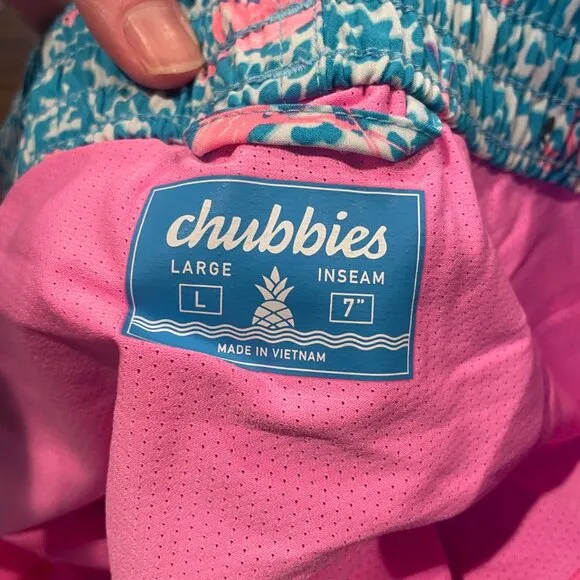 chubbies
LARGE INSEAM
L 7"
MADE IN VIETNAM